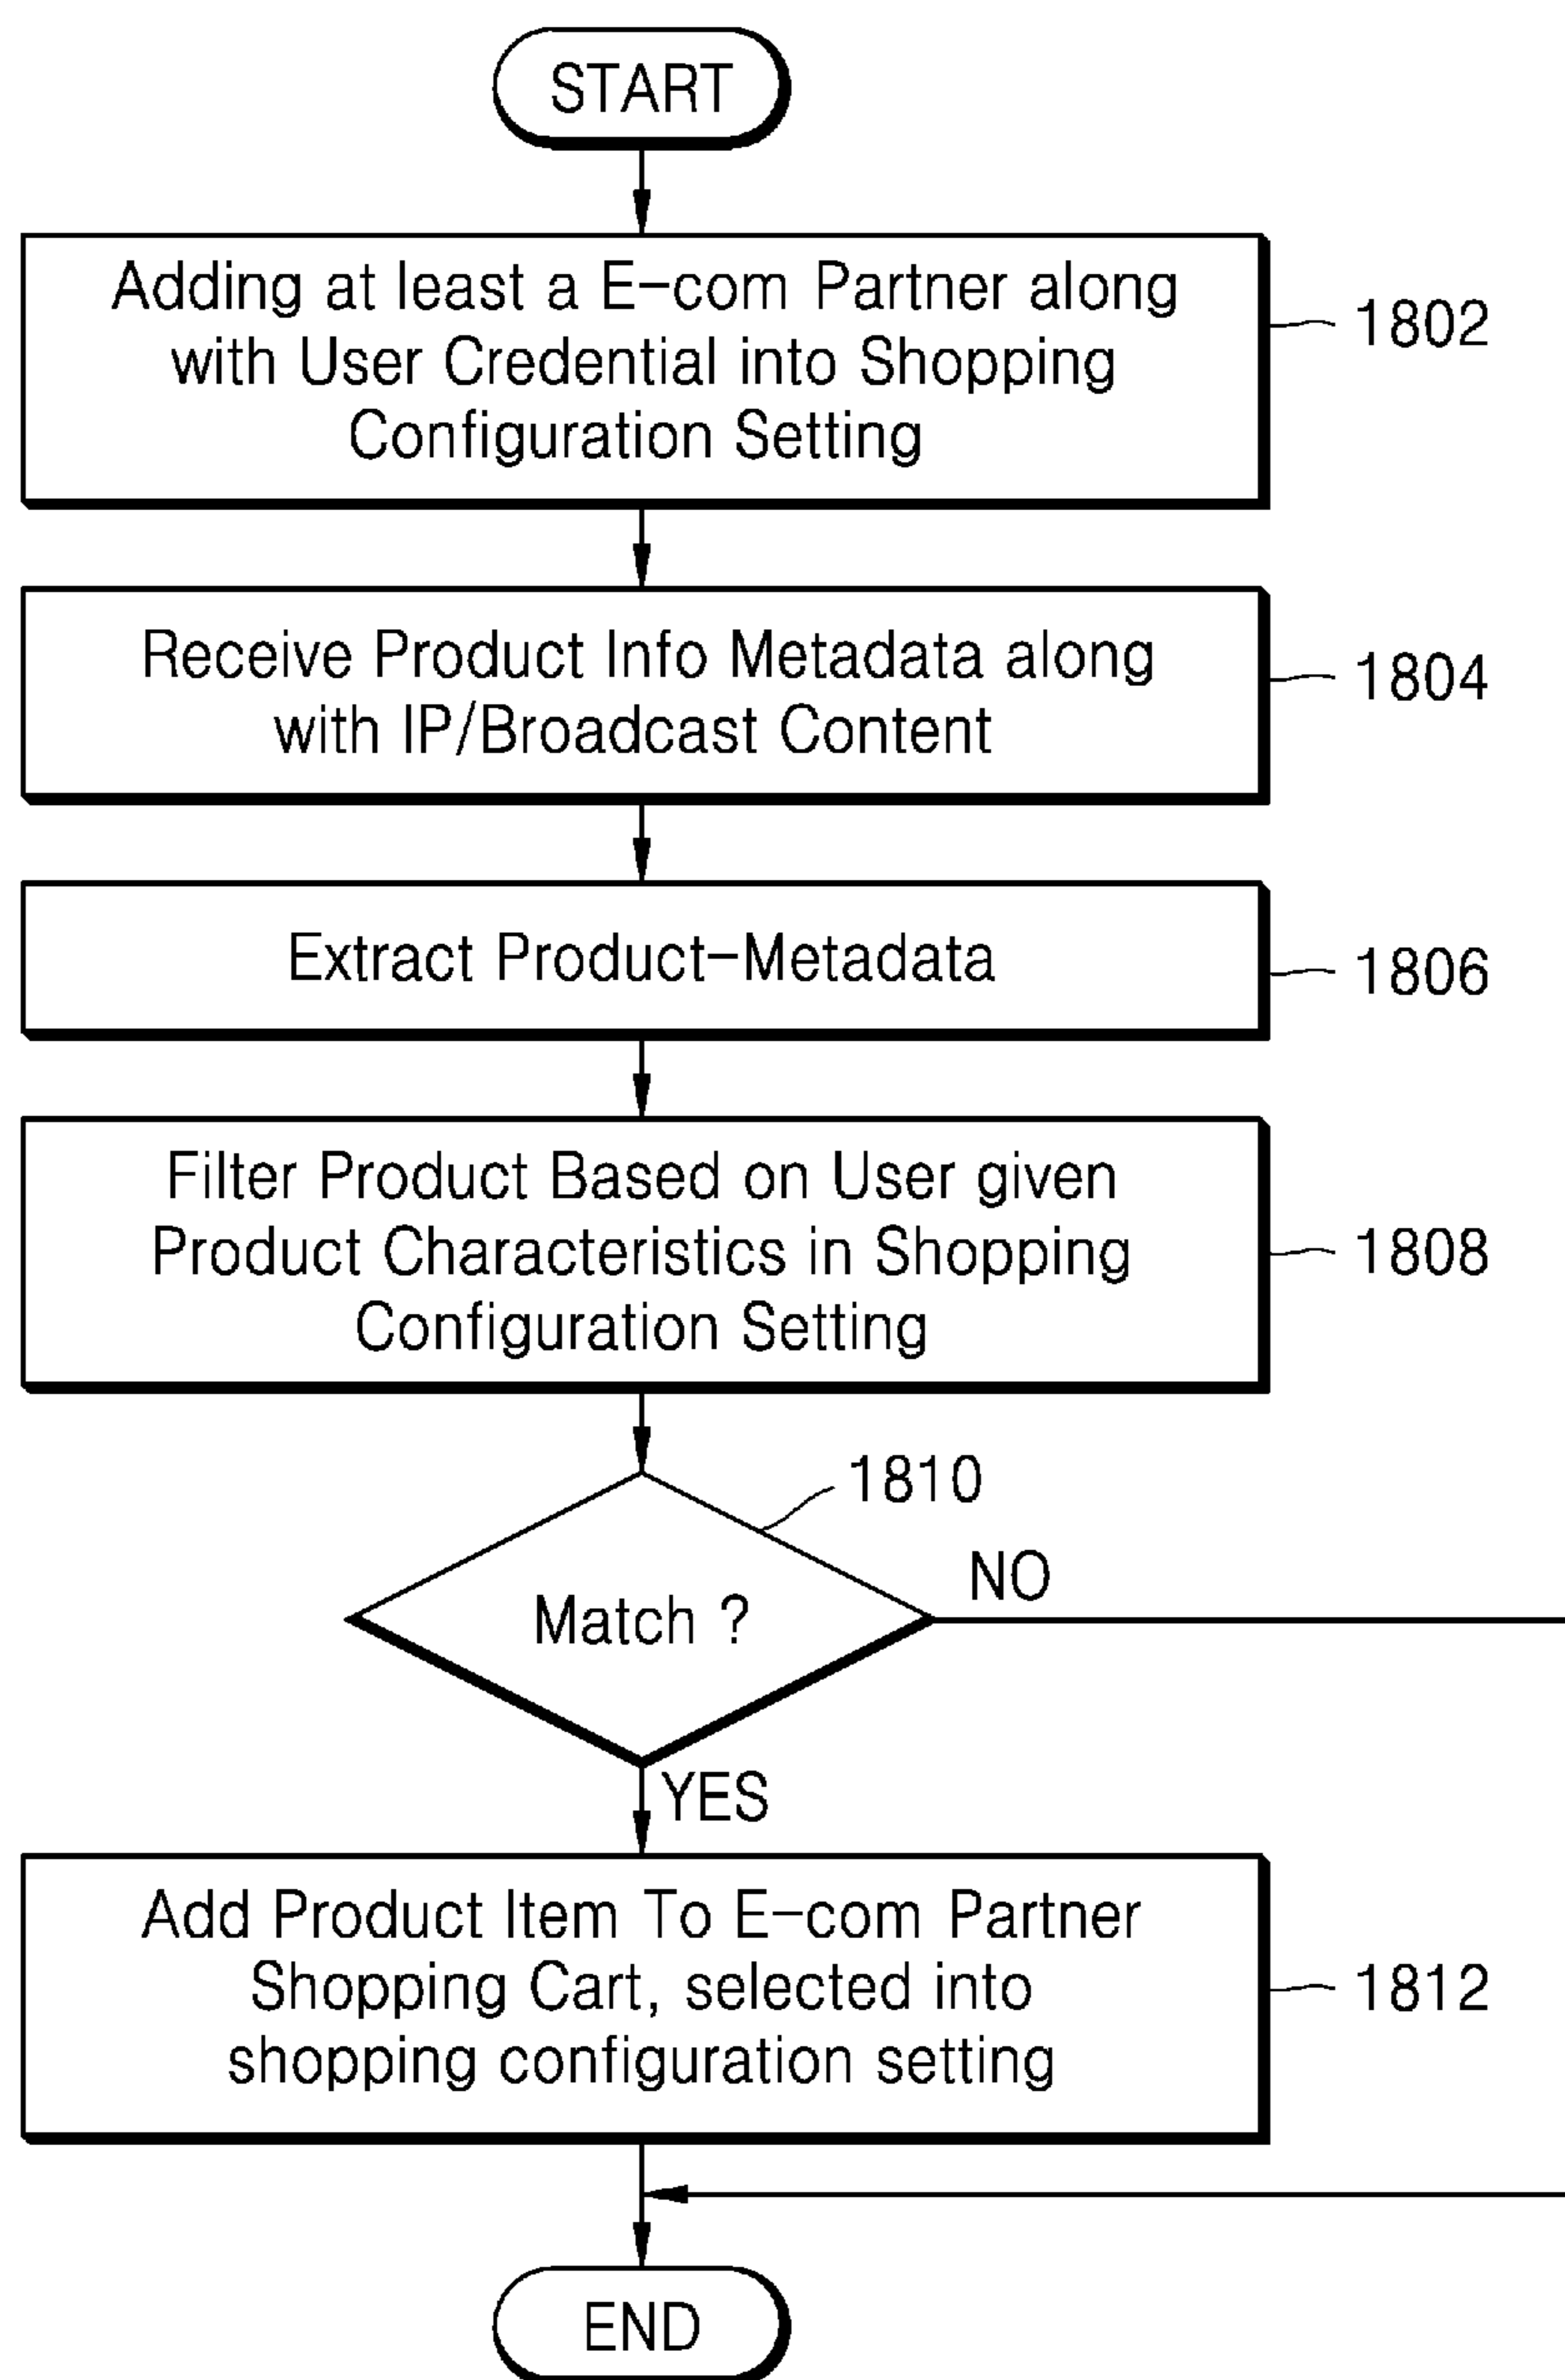 START
Adding at least a E-com Partner along
with User Credential into Shopping
Configuration Setting
1802
Receive Product Info Metadata along
with IP/Broadcast Content
1804
Extract Product-Metadata
1806
Filter Product Based on User given
Product Characteristics in Shopping
Configuration Setting
1808
1810
Match ?
NO
YES
Add Product Item To E-com Partner
Shopping Cart, selected into
shopping configuration setting
1812
END